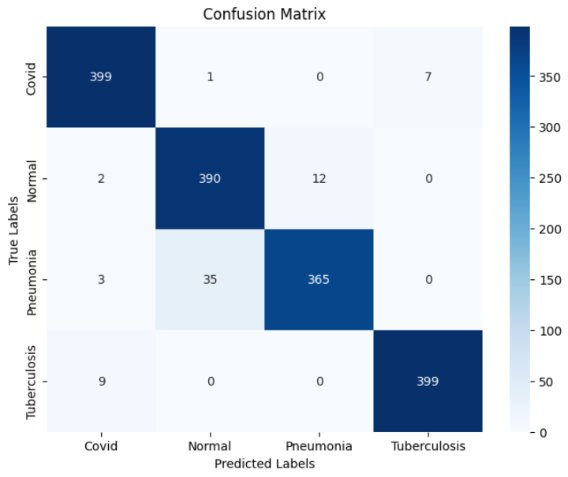 Confusion Matrix
Covid 399 1 0 7
Normal 2 390 12 0
Pneumonia 3 35 365 0
Tuberculosis 9 0 0 399
True Labels
Covid Normal Pneumonia Tuberculosis
Predicted Labels
350
300
250
200
150
100
50
0